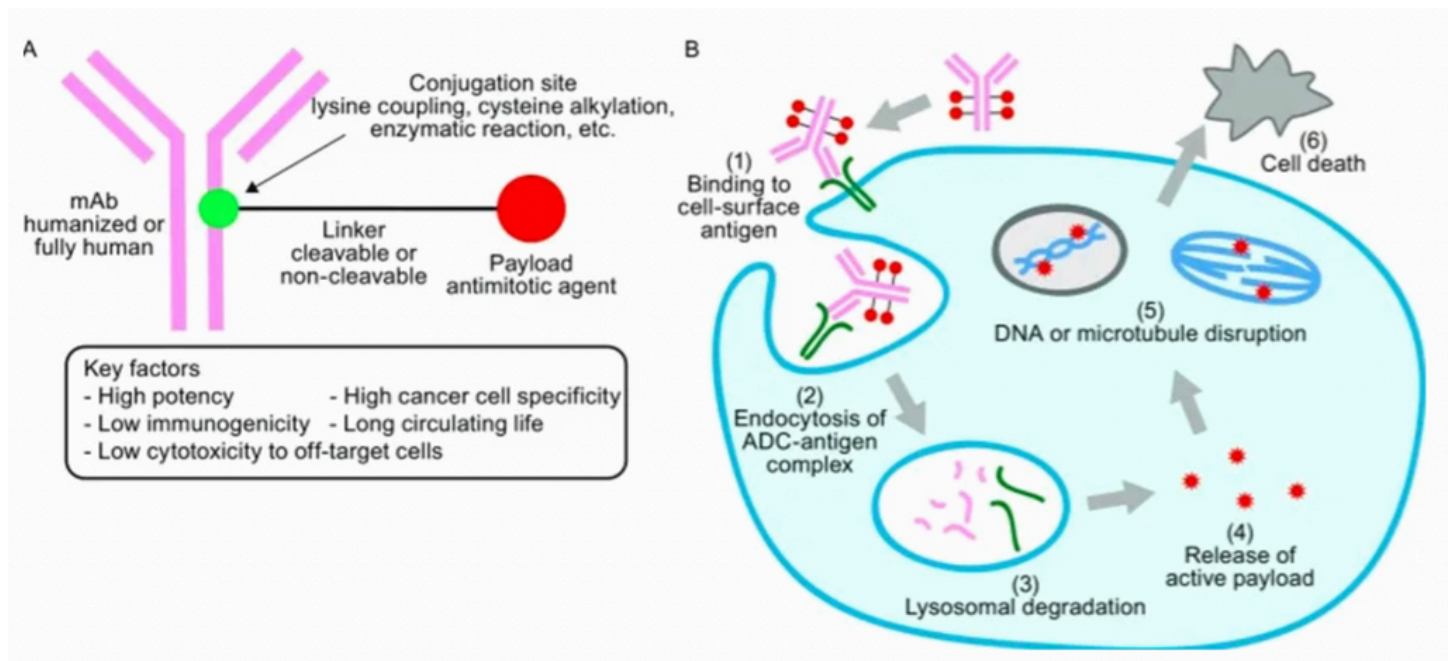 A
Conjugation site
lysine coupling, cysteine alkylation,
enzymatic reaction, etc.
mAb
humanized or
fully human
Linker
cleavable or
non-cleavable
Payload
antimitotic agent
Key factors
- High potency - High cancer cell specificity
- Low immunogenicity - Long circulating life
- Low cytotoxicity to off-target cells
B
(1)
Binding to
cell-surface
antigen
(2)
Endocytosis of
ADC-antigen
complex
(3)
Lysosomal degradation
(4)
Release of
active payload
(5)
DNA or microtubule disruption
(6)
Cell death